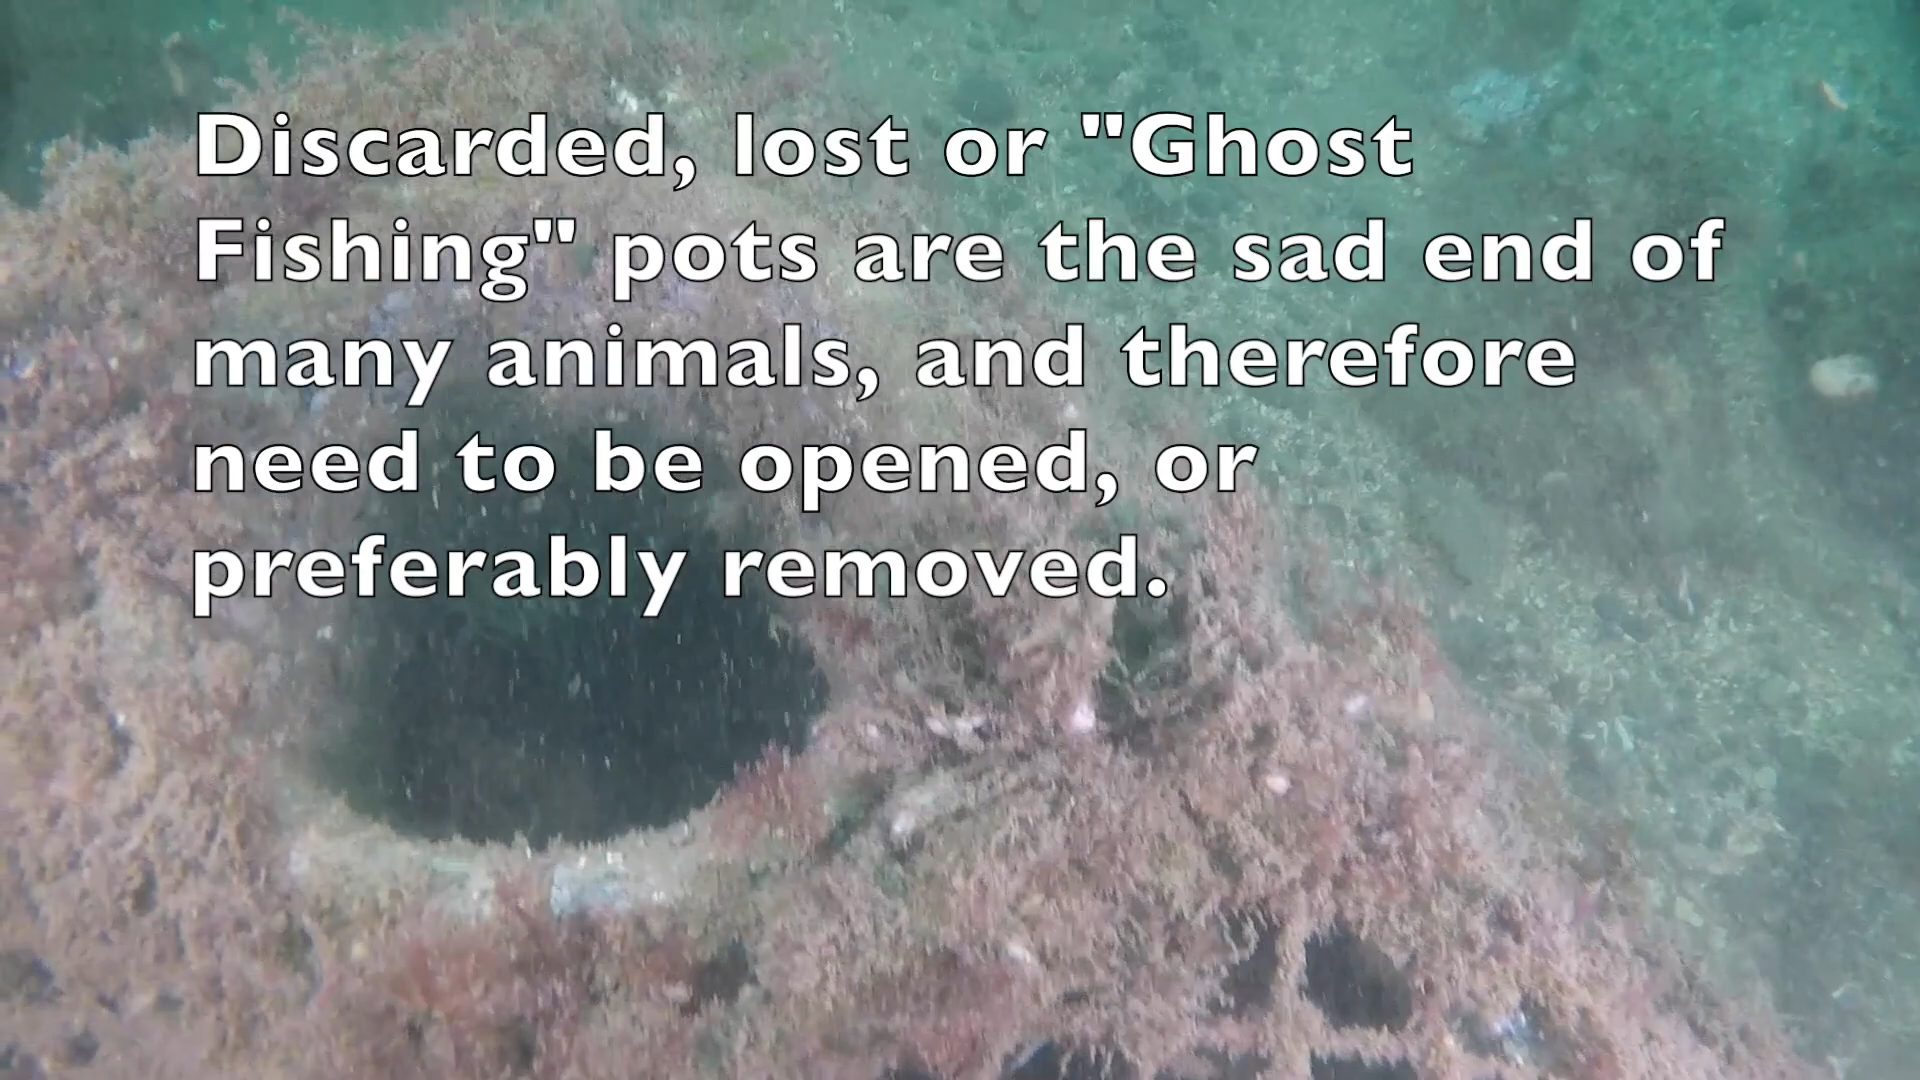 Discarded, lost or "Ghost
Fishing" pots are the sad end of
many animals, and therefore
need to be opened, or
preferably removed.